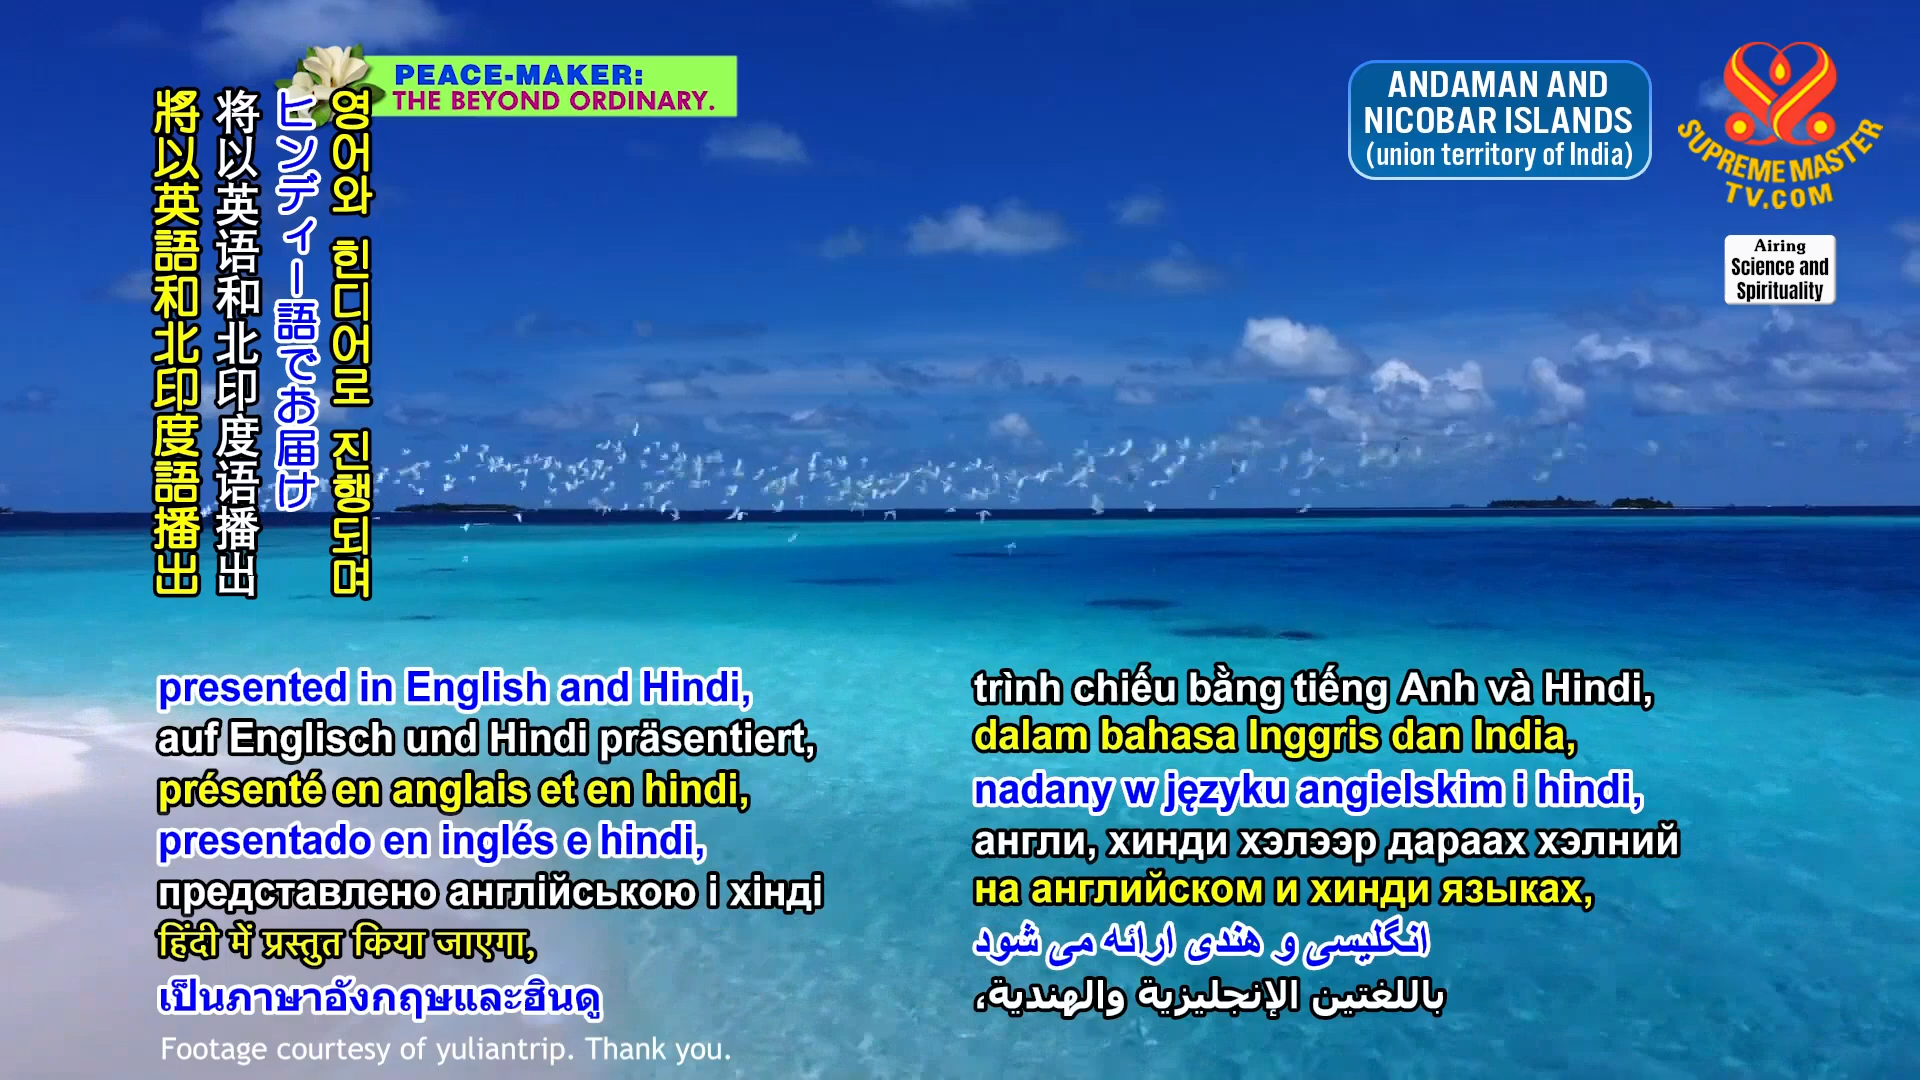 PEACE-MAKER:
THE BEYOND ORDINARY.
ANDAMAN AND
NICOBAR ISLANDS
(union territory of India)
SUPREME MASTER
TV.COM
Airing
Science and
Spirituality
將以英語和北印度語播出
将以英语和北印度语播出
ヒンディー語でお届け
영어와 힌디어로 진행되며
presented in English and Hindi,
auf Englisch und Hindi präsentiert,
présenté en anglais et en hindi,
presentado en inglés e hindi,
представлено англійською і хінді
हिंदी में प्रस्तुत किया जाएगा,
เป็นภาษาอังกฤษและฮินดู
trình chiếu bằng tiếng Anh và Hindi,
dalam bahasa Inggris dan India,
nadany w języku angielskim i hindi,
англи, хинди хэлээр дараах хэлний
на английском и хинди языках,
انگلیسی و هندی ارائه می شود
باللغتين الإنجليزية والهندية،
Footage courtesy of yuliantrip. Thank you.